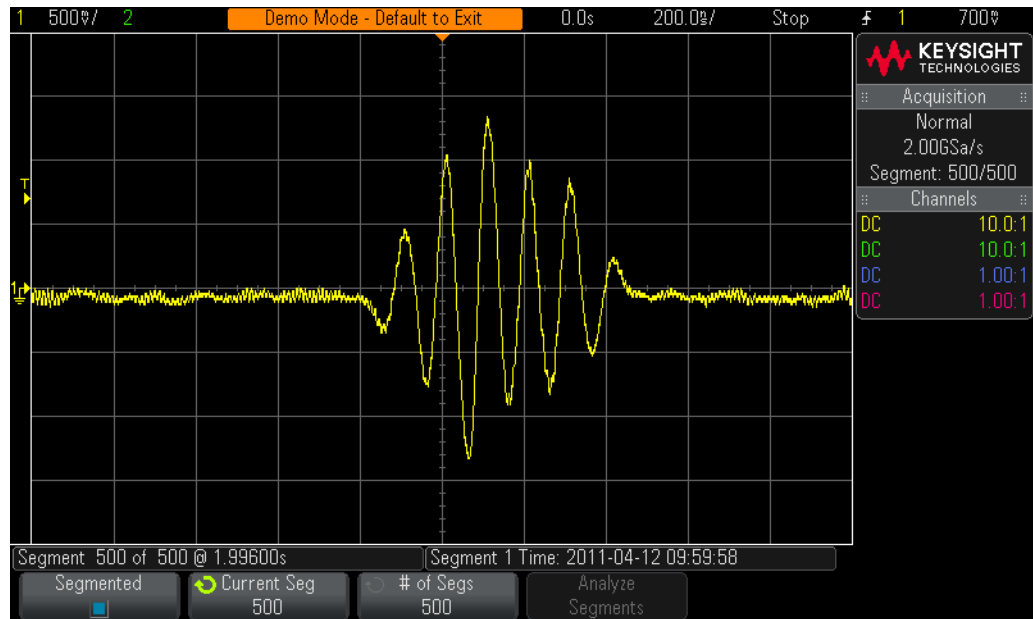 1 500mV/ 2 Demo Mode - Default to Exit 0.0s 200.0ns/ Stop 1 700mV
KEYSIGHT
TECHNOLOGIES
Acquisition
Normal
2.00GSa/s
Segment: 500/500
Channels
DC 10.0:1
DC 10.0:1
DC 1.00:1
DC 1.00:1
T
1
Segment 500 of 500 @ 1.99600s
Segment 1 Time: 2011-04-12 09:59:58
Segmented
Current Seg
500
# of Segs
500
Analyze
Segments